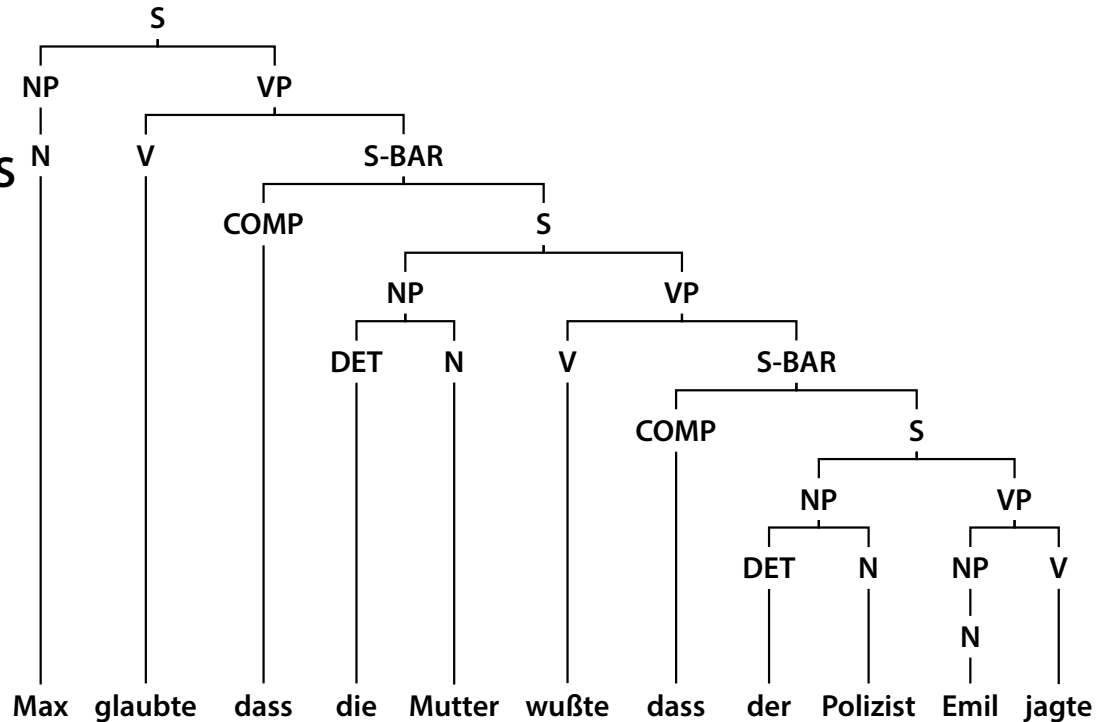 S
NP VP
S N V S-BAR
COMP S
NP VP
DET N V S-BAR
COMP S
NP VP
DET N NP V
N
Max glaubte dass die Mutter wußte dass der Polizist Emil jagte